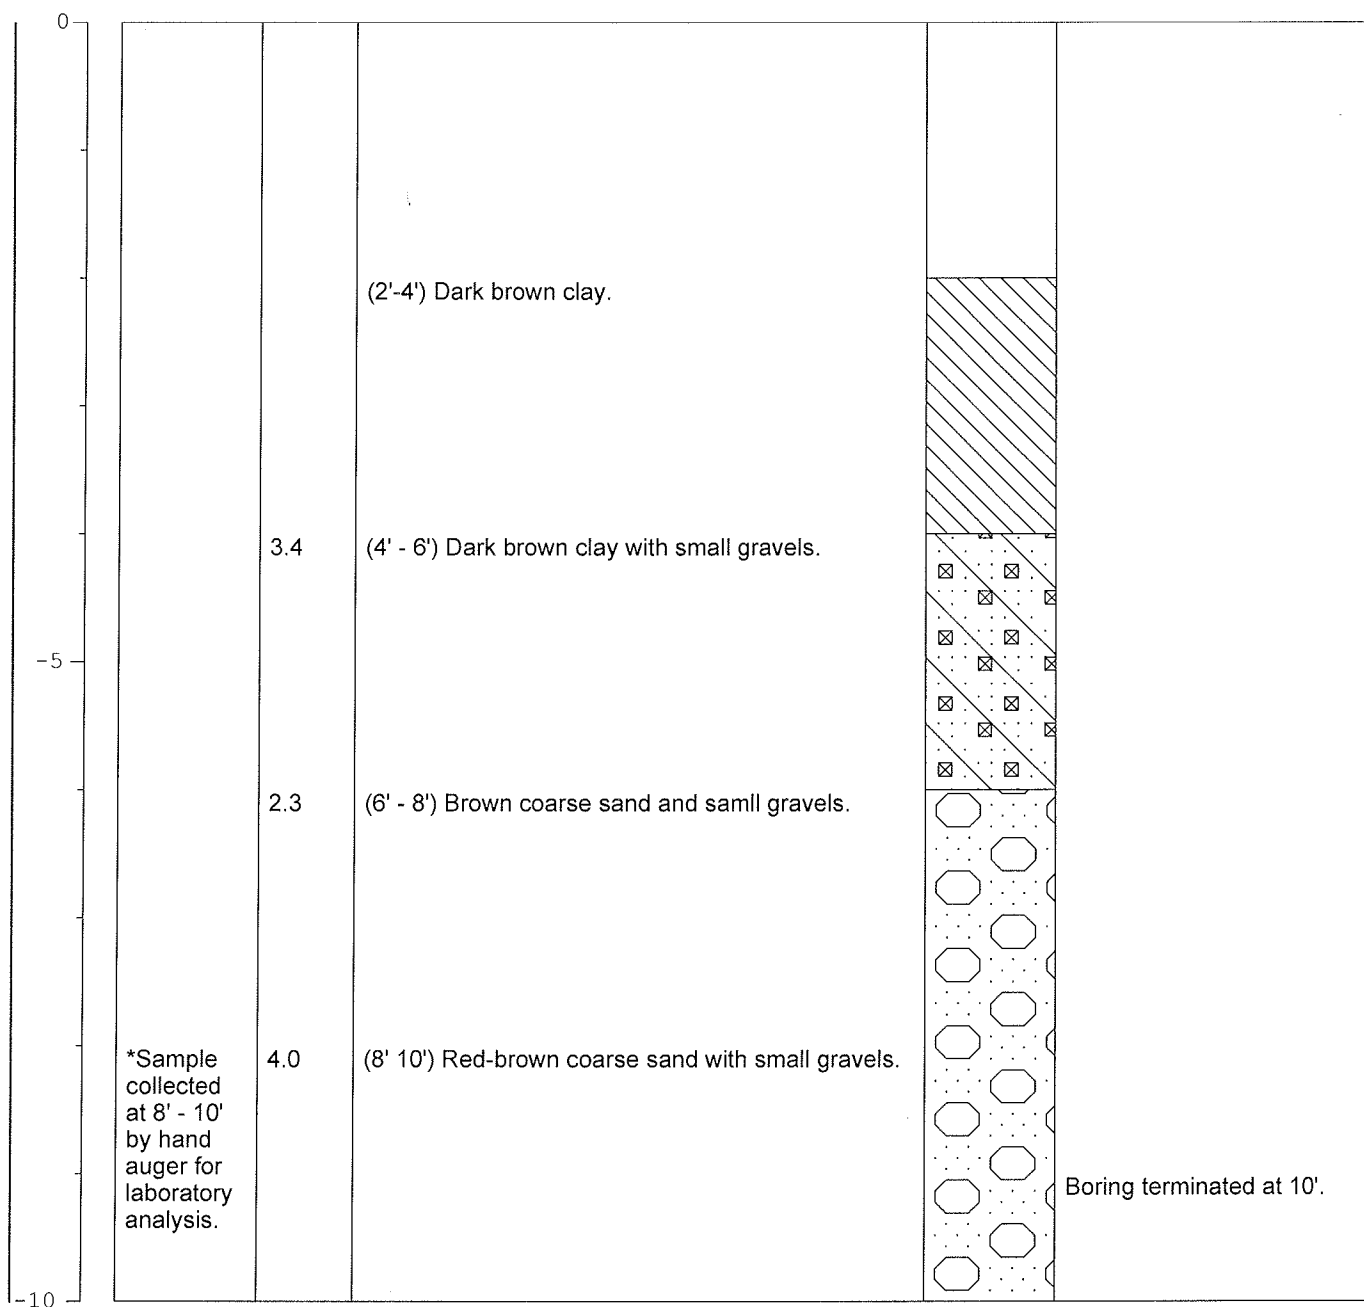 0
(2'-4') Dark brown clay.
3.4 (4' - 6') Dark brown clay with small gravels.
-5
2.3 (6' - 8') Brown coarse sand and samll gravels.
*Sample
collected
at 8' - 10'
by hand
auger for
laboratory
analysis.
4.0 (8' 10') Red-brown coarse sand with small gravels.
Boring terminated at 10'.
-10